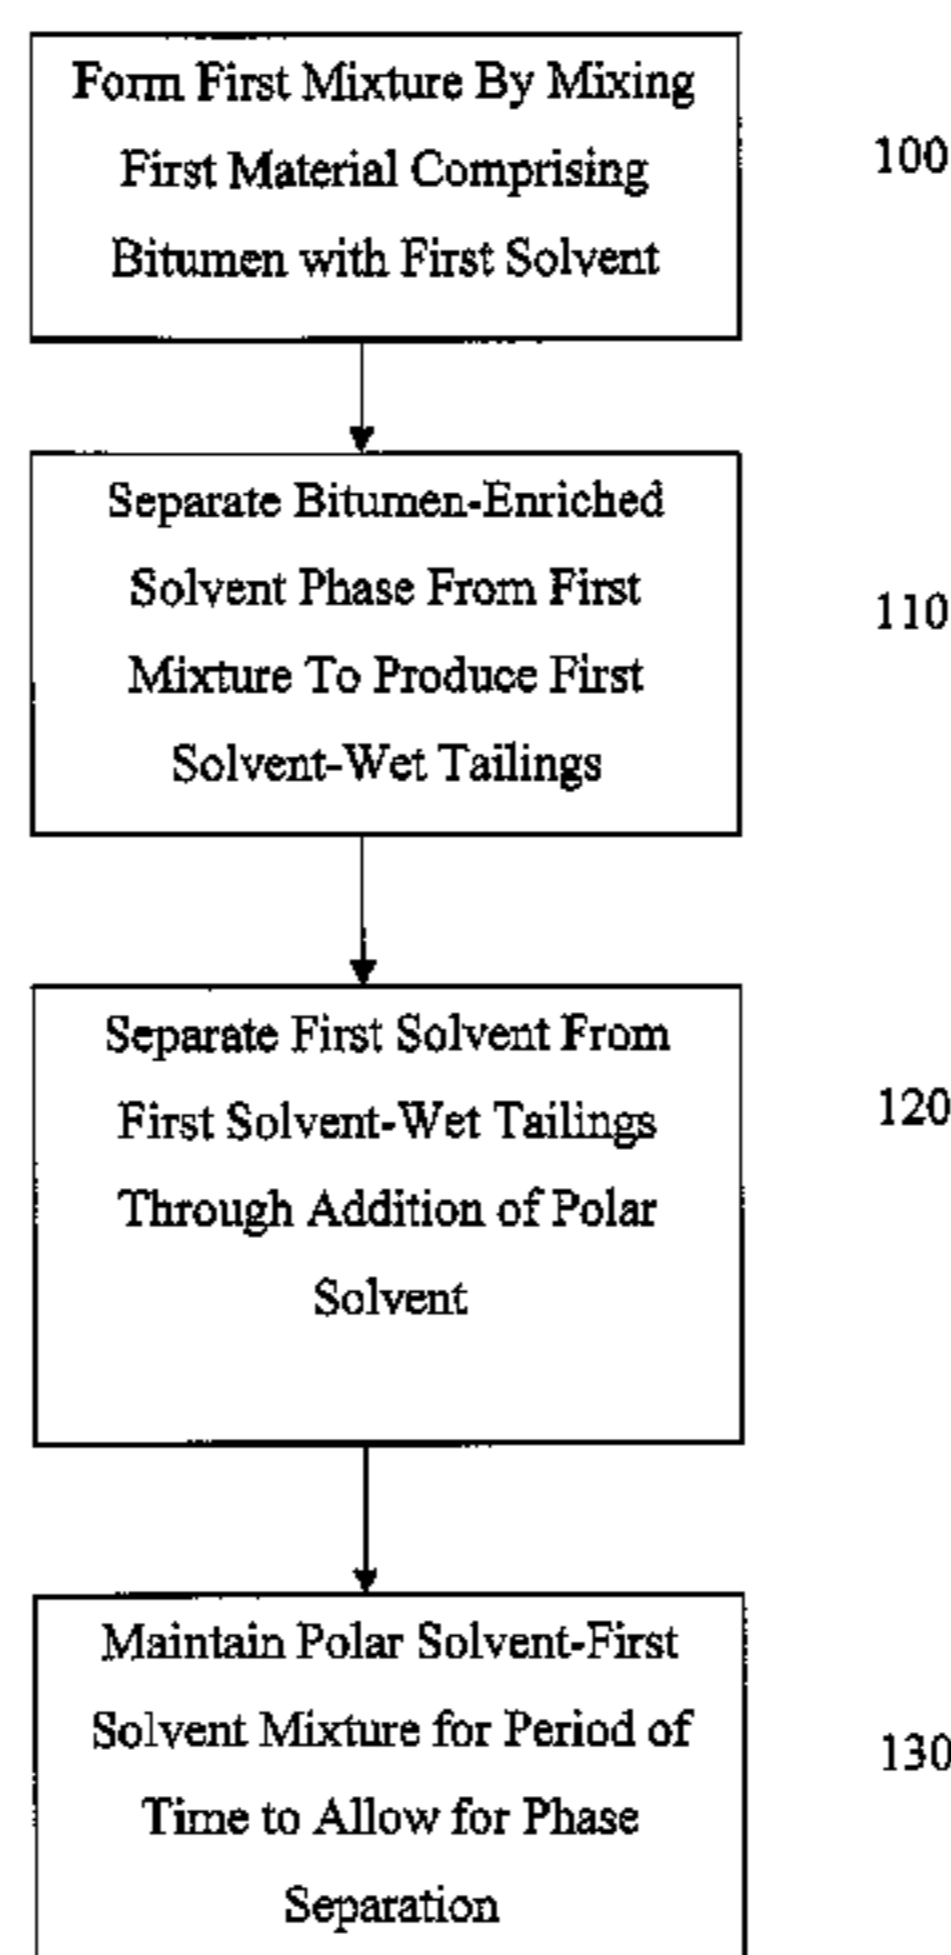 Form First Mixture By Mixing
First Material Comprising
Bitumen with First Solvent
100
Separate Bitumen-Enriched
Solvent Phase From First
Mixture To Produce First
Solvent-Wet Tailings
110
Separate First Solvent From
First Solvent-Wet Tailings
Through Addition of Polar
Solvent
120
Maintain Polar Solvent-First
Solvent Mixture for Period of
Time to Allow for Phase
Separation
130